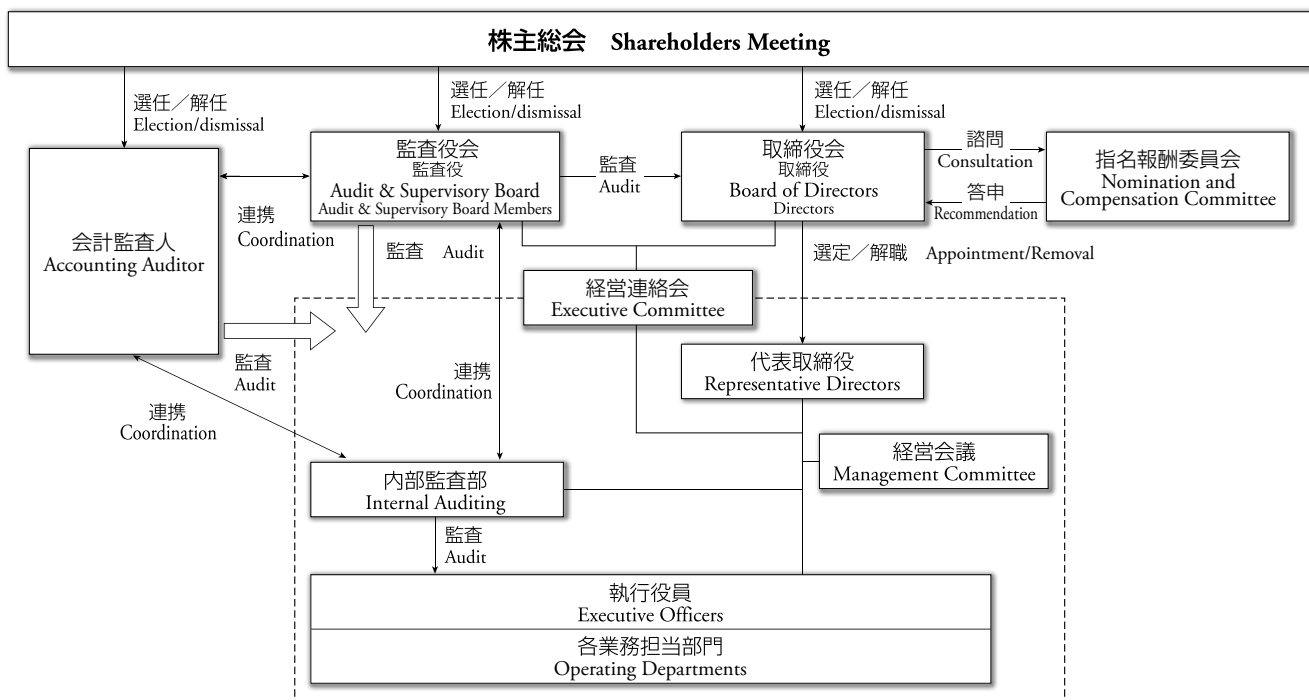 株主総会 Shareholders Meeting
選任／解任
Election/dismissal
選任／解任
Election/dismissal
選任／解任
Election/dismissal
会計監査人
Accounting Auditor
連携
Coordination
監査役会
監査役
Audit & Supervisory Board
Audit & Supervisory Board Members
監査
Audit
取締役会
取締役
Board of Directors
Directors
諮問
Consultation
答申
Recommendation
指名報酬委員会
Nomination and
Compensation Committee
監査 Audit
選定／解職 Appointment/Removal
経営連絡会
Executive Committee
監査
Audit
連携
Coordination
代表取締役
Representative Directors
連携
Coordination
経営会議
Management Committee
内部監査部
Internal Auditing
監査
Audit
執行役員
Executive Officers
各業務担当部門
Operating Departments